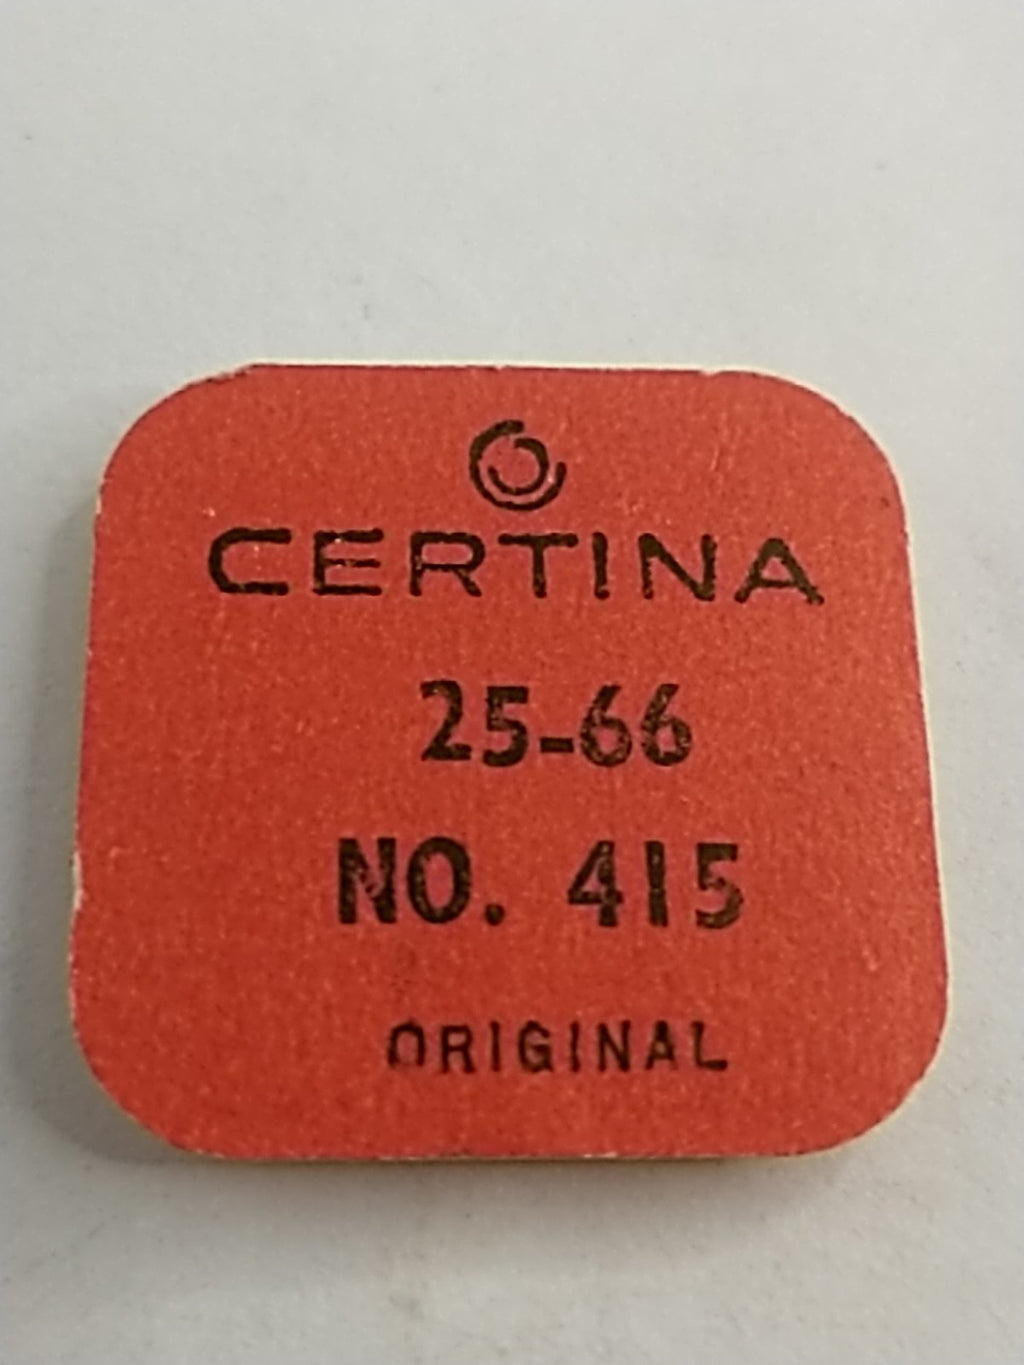 CERTINA
25-66
NO. 415
ORIGINAL